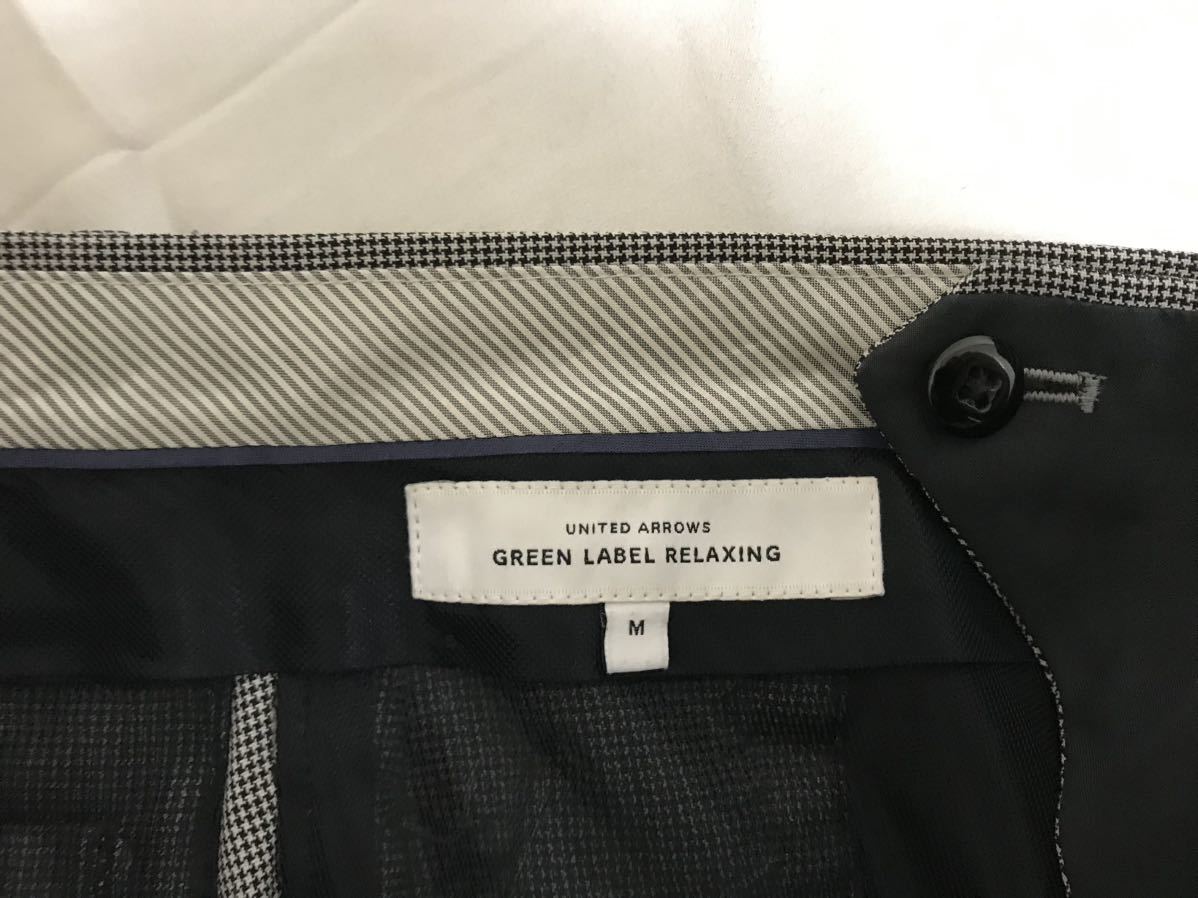 UNITED ARROWS
GREEN LABEL RELAXING
M